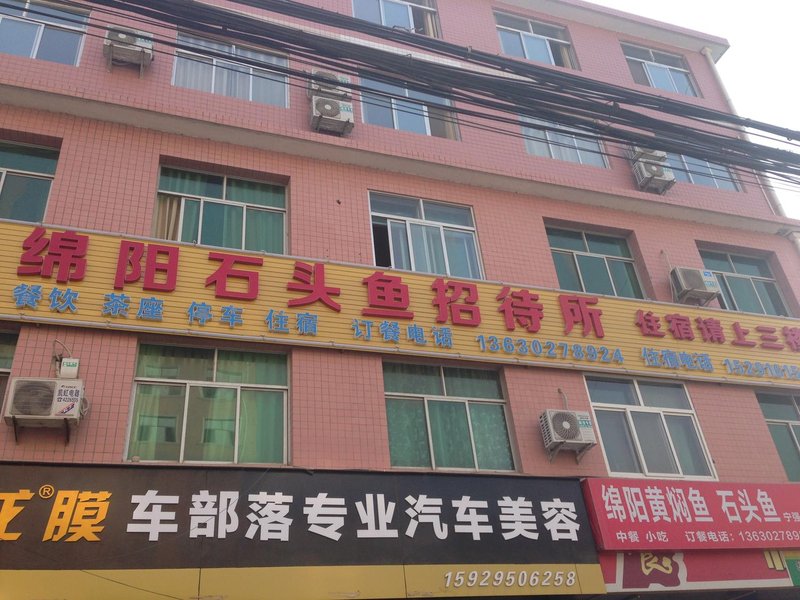 绵阳石头鱼招待所 住宿请上三楼
餐饮 茶座 停车 住宿 订餐电话 13630278924 住宿电话
膜® 车部落专业汽车美容
15929506258
绵阳黄焖鱼 石头鱼 宁强
中餐 小吃 订餐电话: